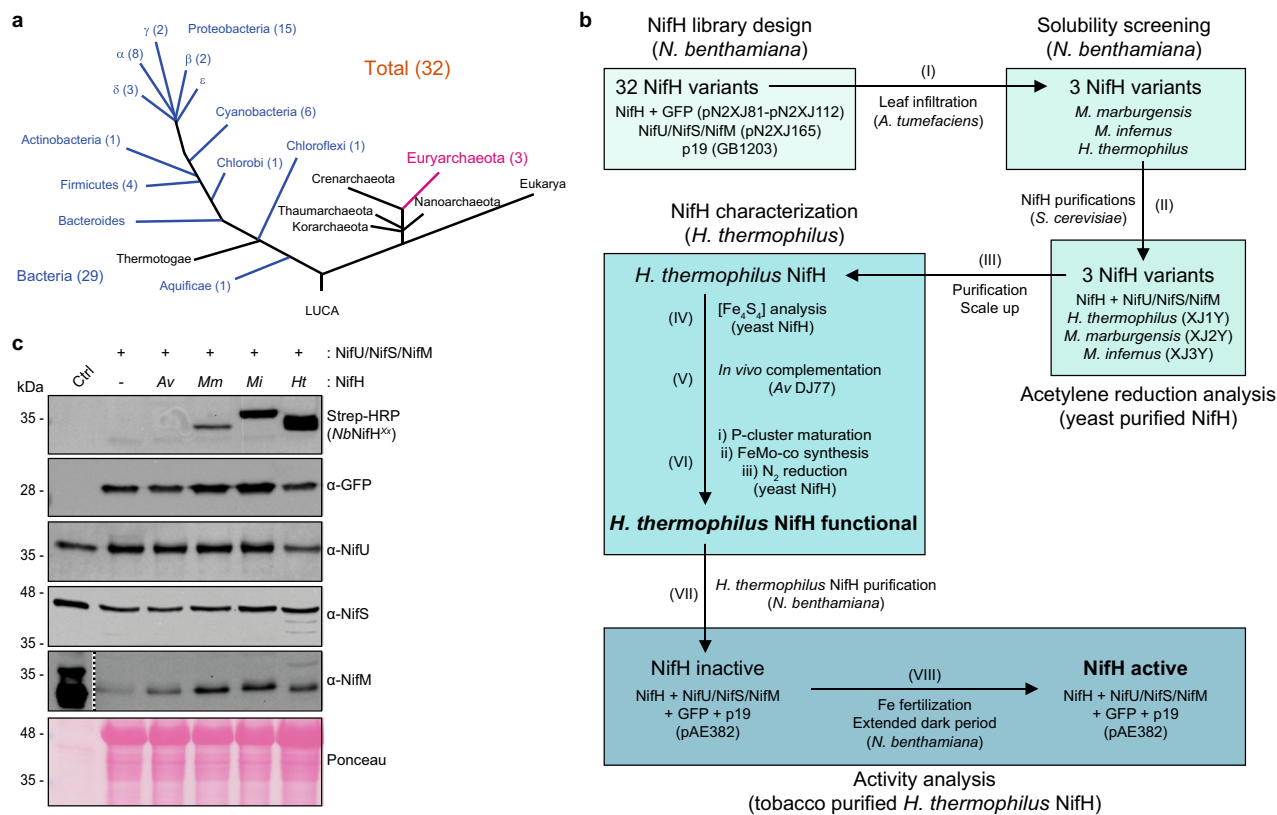 a
γ (2)
Proteobacteria (15)
α (8)
β (2)
δ (3)
ε
Total (32)
Cyanobacteria (6)
Actinobacteria (1)
Chloroflexi (1)
Chlorobi (1)
Euryarchaeota (3)
Firmicutes (4)
Crenarchaeota
Eukarya
Nanoarchaeota
Thaumarchaeota
Bacteroides
Korarchaeota
Thermotogae
Bacteria (29)
Aquificae (1)
LUCA
b
NifH library design
(N. benthamiana)
32 NifH variants
NifH + GFP (pN2XJ81-pN2XJ112)
NifU/NifS/NifM (pN2XJ165)
p19 (GB1203)
(I)
Leaf infiltration
(A. tumefaciens)
Solubility screening
(N. benthamiana)
3 NifH variants
M. marburgensis
M. infernus
H. thermophilus
NifH purifications
(S. cerevisiae)
(II)
3 NifH variants
NifH + NifU/NifS/NifM
H. thermophilus (XJ1Y)
M. marburgensis (XJ2Y)
M. infernus (XJ3Y)
Acetylene reduction analysis
(yeast purified NifH)
(III)
Purification
Scale up
NifH characterization
(H. thermophilus)
H. thermophilus NifH
(IV)
[Fe4S4] analysis
(yeast NifH)
(V)
In vivo complementation
(Av DJ77)
(VI)
i) P-cluster maturation
ii) FeMo-co synthesis
iii) N2 reduction
(yeast NifH)
H. thermophilus NifH functional
(VII)
H. thermophilus NifH purification
(N. benthamiana)
NifH inactive
NifH + NifU/NifS/NifM
+ GFP + p19
(pAE382)
(VIII)
Fe fertilization
Extended dark period
(N. benthamiana)
NifH active
NifH + NifU/NifS/NifM
+ GFP + p19
(pAE382)
Activity analysis
(tobacco purified H. thermophilus NifH)
c
+ + + + + : NifU/NifS/NifM
kDa Ctrl - Av Mm Mi Ht : NifH
35 -
Strep-HRP
(NbNifHXx)
28 -
α-GFP
35 -
α-NifU
48 -
α-NifS
35 -
35 -
α-NifM
48 -
Ponceau
35 -